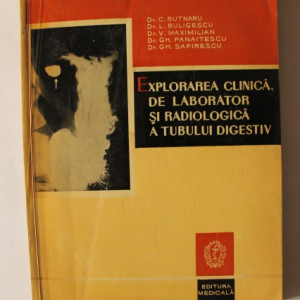 Dr. C. BUTNARU
Dr. L. BULIGESCU
Dr. V. MAXIMILIAN
Dr. GH. PANAITESCU
Dr. GH. SAPIRESCU
EXPLORAREA CLINICĂ,
DE LABORATOR
ȘI RADIOLOGICĂ
A TUBULUI DIGESTIV
EDITURA
MEDICALĂ